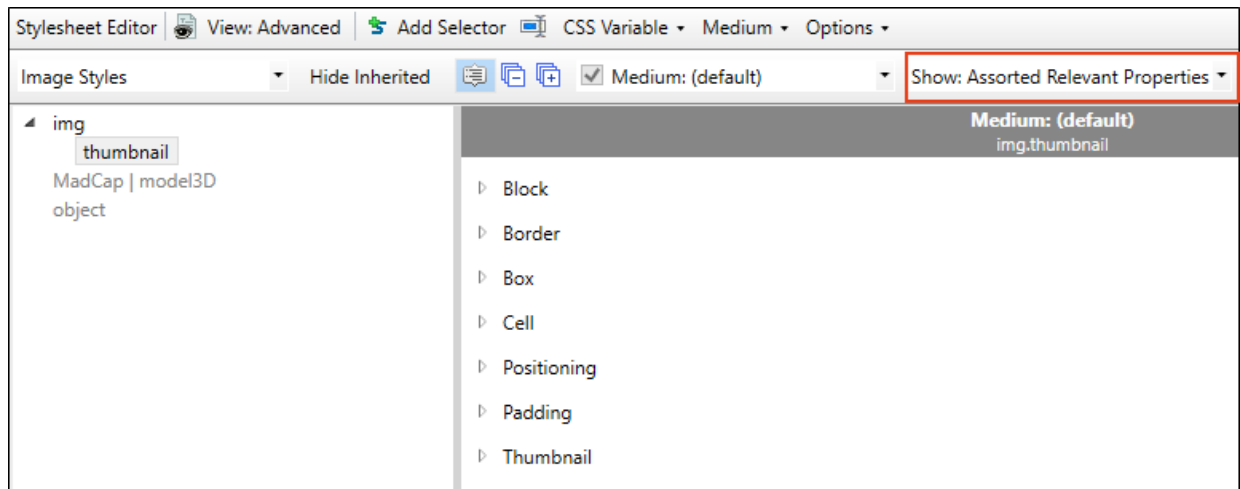 Stylesheet Editor View: Advanced Add Selector CSS Variable Medium Options
Image Styles Hide Inherited Medium: (default) Show: Assorted Relevant Properties
img
thumbnail
MadCap | model3D
object
Medium: (default)
img.thumbnail
Block
Border
Box
Cell
Positioning
Padding
Thumbnail